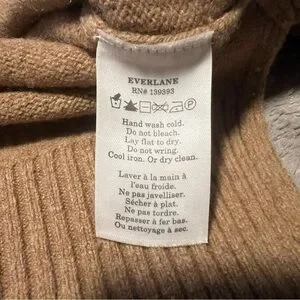 EVERLANE
RN# 139393
Hand wash cold.
Do not bleach.
Lay flat to dry.
Do not wring.
Cool iron. Or dry clean.
Laver à la main à
l'eau froide.
Ne pas javelliser.
Sécher à plat.
Ne pas tordre.
Repasser à fer bas.
Ou nettoyage à sec.